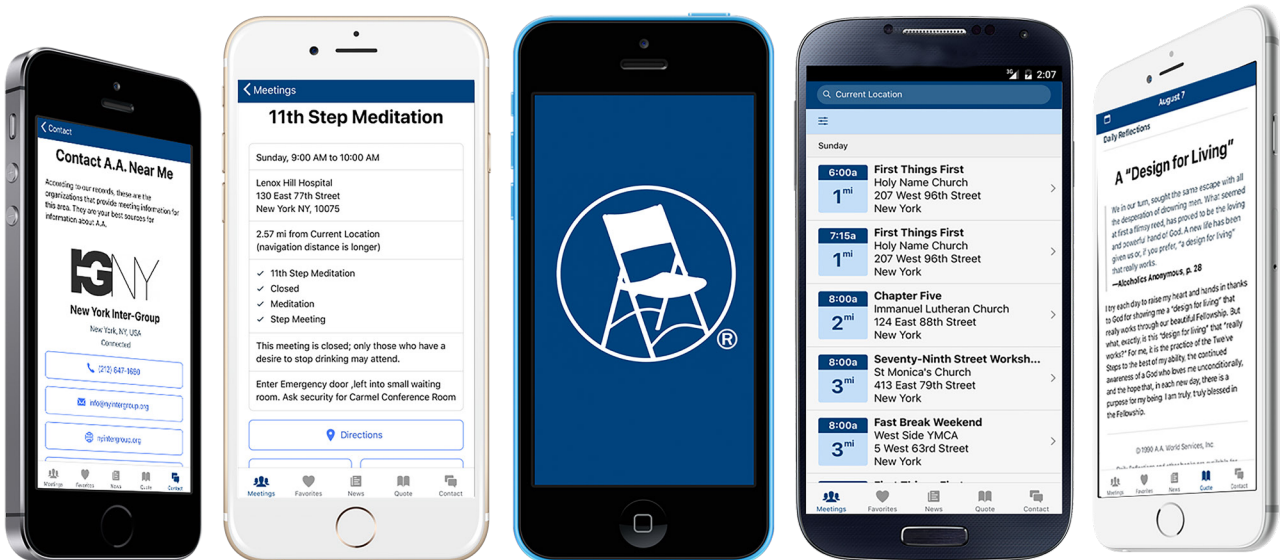 Contact
Contact A.A. Near Me
According to our records, these are the
organizations that provide meeting information for
this area. They are your best sources for
information about A.A.
IGNY
New York Inter-Group
New York, NY, USA
Connected
(212) 647-1680
info@nyintergroup.org
nyintergroup.org
Meetings
Favorites
News
Quote
Contact
Meetings
11th Step Meditation
Sunday, 9:00 AM to 10:00 AM
Lenox Hill Hospital
130 East 77th Street
New York NY, 10075
2.57 mi from Current Location
(navigation distance is longer)
✓ 11th Step Meditation
✓ Closed
✓ Meditation
✓ Step Meeting
This meeting is closed; only those who have a
desire to stop drinking may attend.
Enter Emergency door ,left into small waiting
room. Ask security for Carmel Conference Room
Directions
Meetings
Favorites
News
Quote
Contact
®
3G 2:07
Current Location
Sunday
6:00a
1 mi
First Things First
Holy Name Church
207 West 96th Street
New York
7:15a
1 mi
First Things First
Holy Name Church
207 West 96th Street
New York
8:00a
2 mi
Chapter Five
Immanuel Lutheran Church
124 East 88th Street
New York
8:00a
3 mi
Seventy-Ninth Street Worksh...
St Monica's Church
413 East 79th Street
New York
8:00a
3 mi
Fast Break Weekend
West Side YMCA
5 West 63rd Street
New York
Meetings
Favorites
News
Quote
Contact
August 7
Daily Reflections
A “Design for Living”
We in our turn, sought the same escape with all
the desperation of drowning men. What seemed
at first a flimsy reed, has proved to be the loving
and powerful hand of God. A new life has been
given us or, if you prefer, “a design for living”
that really works.
—Alcoholics Anonymous, p. 28
I try each day to raise my heart and hands in thanks
to God for showing me a “design for living” that
really works through our beautiful Fellowship. But
what, exactly, is this “design for living” that “really
works?” For me, it is the practice of the Twelve
Steps to the best of my ability, the continued
awareness of a God who loves me unconditionally,
and the hope that, in each new day, there is a
purpose for my being. I am truly, truly blessed in
the Fellowship.
© 1990 A.A. World Services, Inc
Meetings
Favorites
News
Quote
Contact